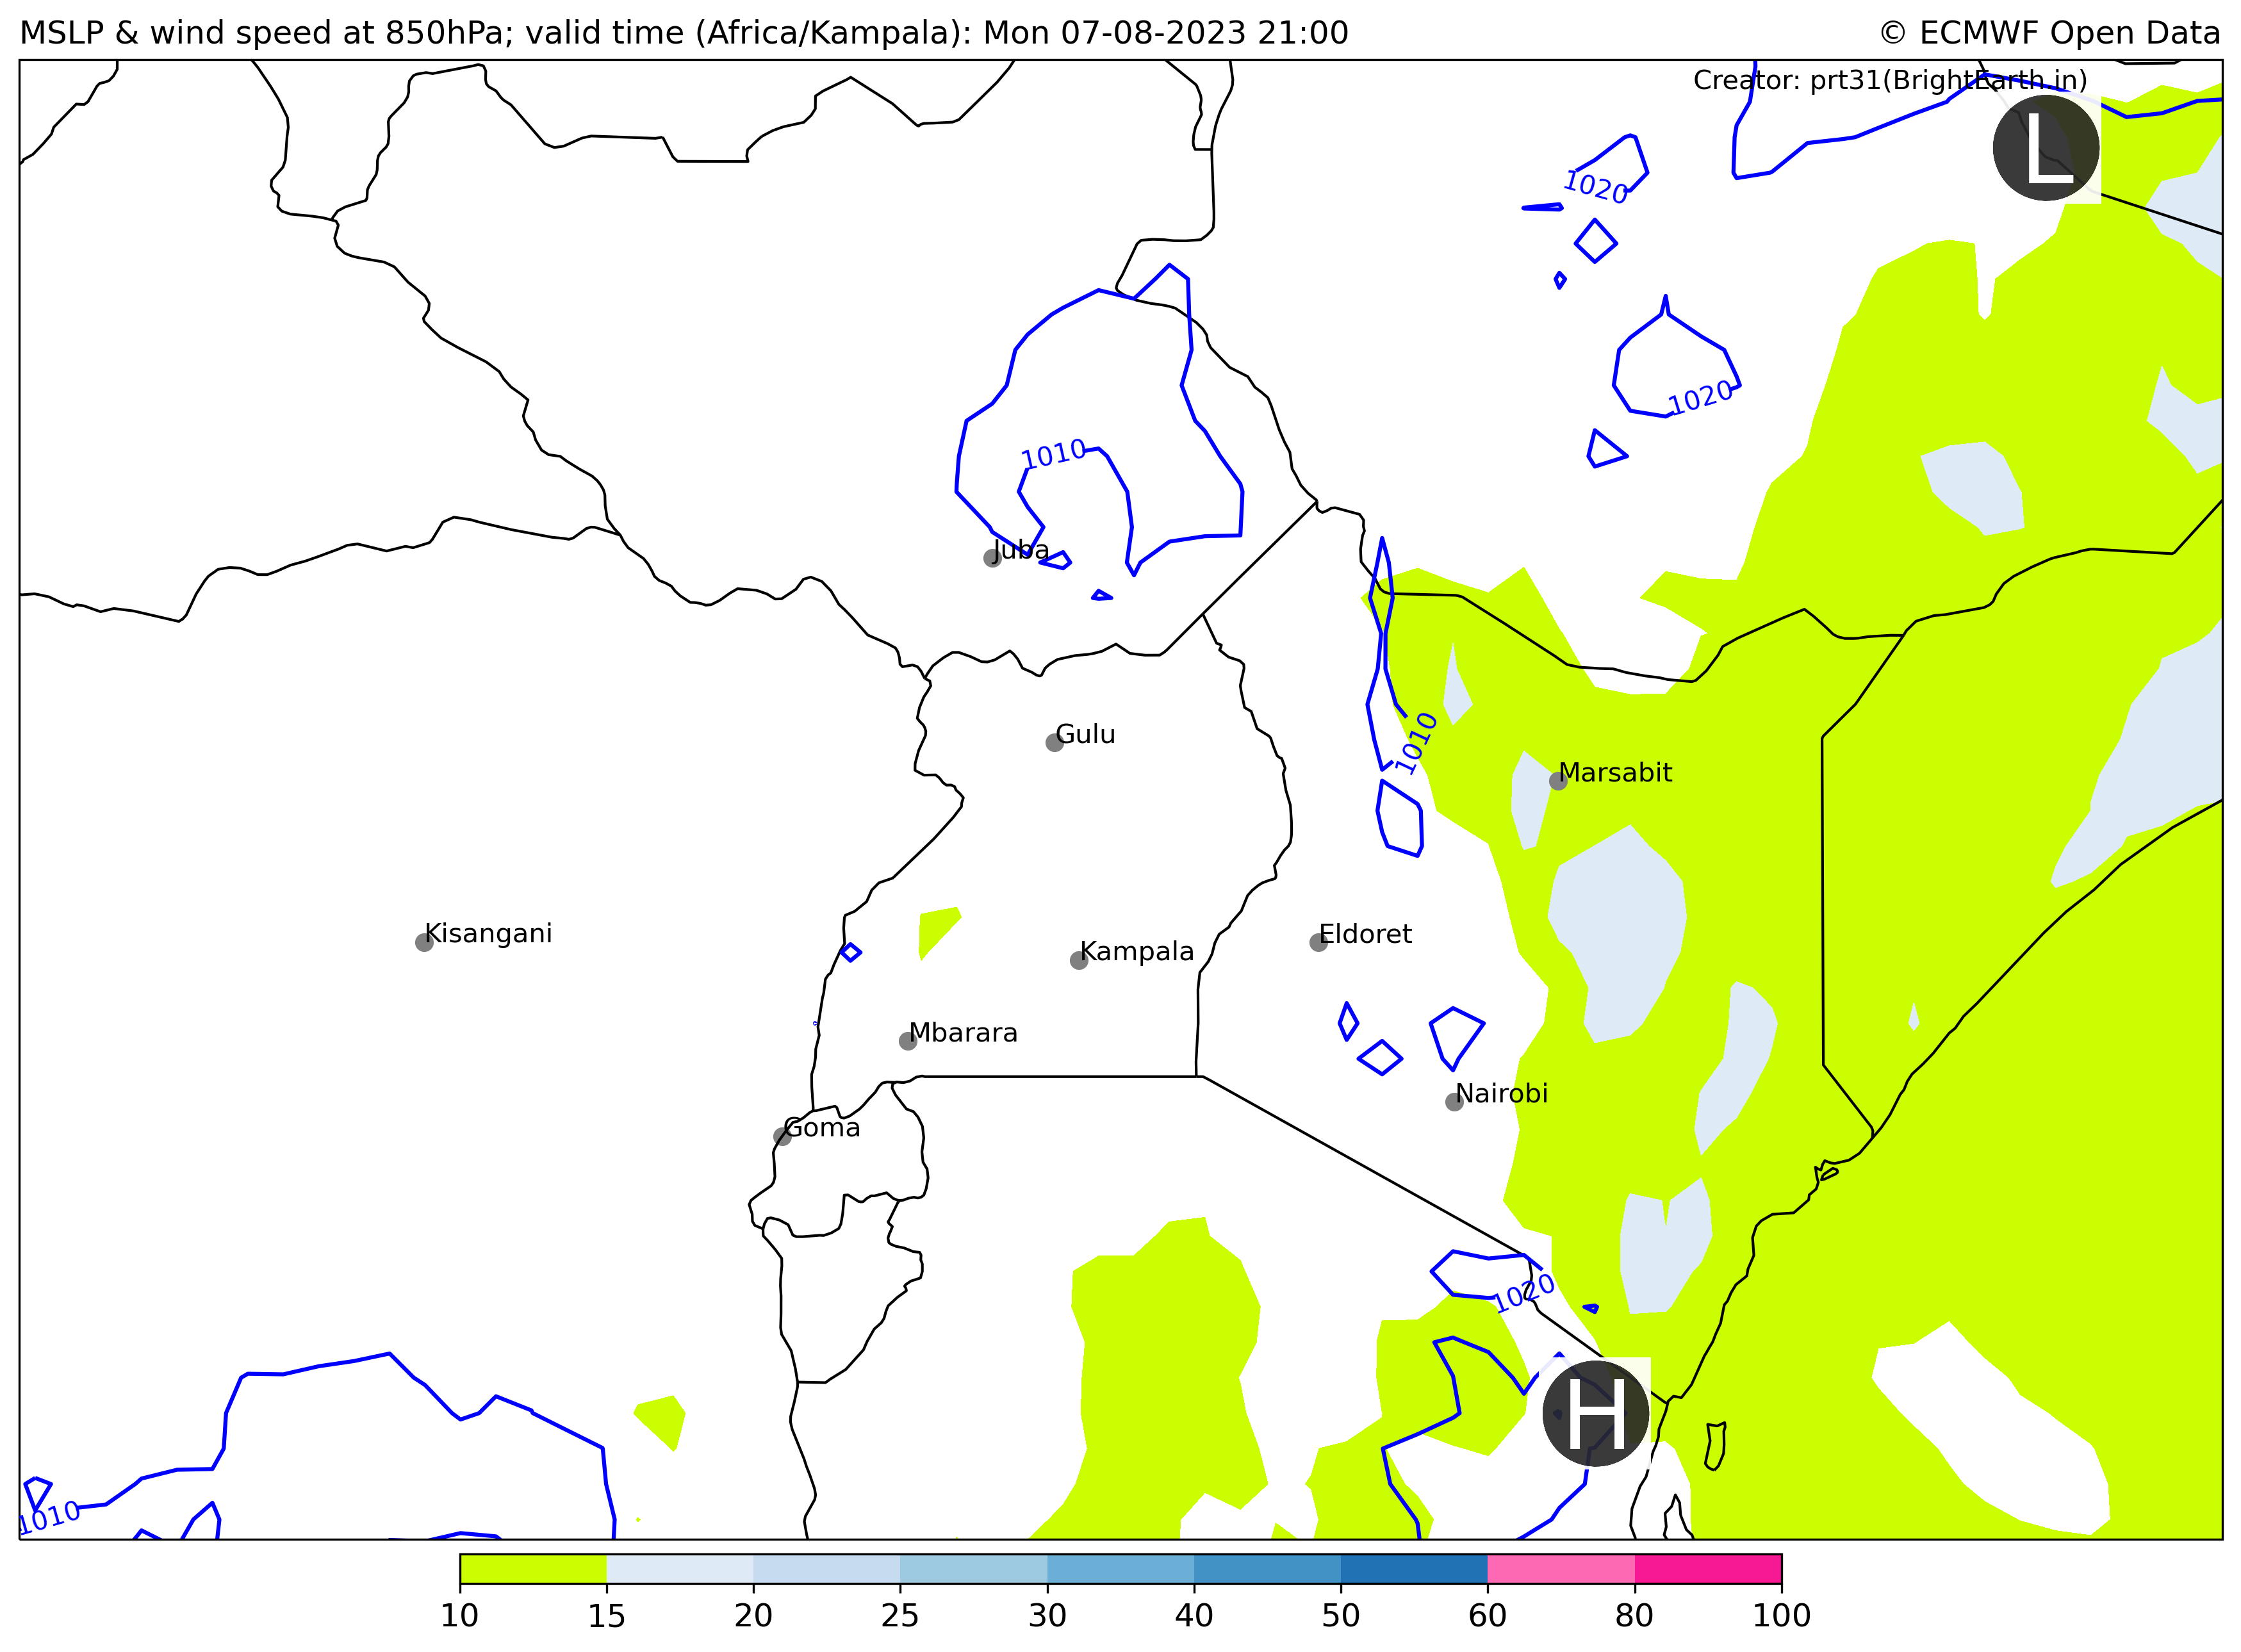 MSLP & wind speed at 850hPa; valid time (Africa/Kampala): Mon 07-08-2023 21:00
© ECMWF Open Data
Creator: prt31(BrightEarth.in)
L
1020
1020
1010
Juba
1010
Gulu
Marsabit
Kisangani
Eldoret
Kampala
Mbarara
Nairobi
Goma
1020
H
1010
10 15 20 25 30 40 50 60 80 100